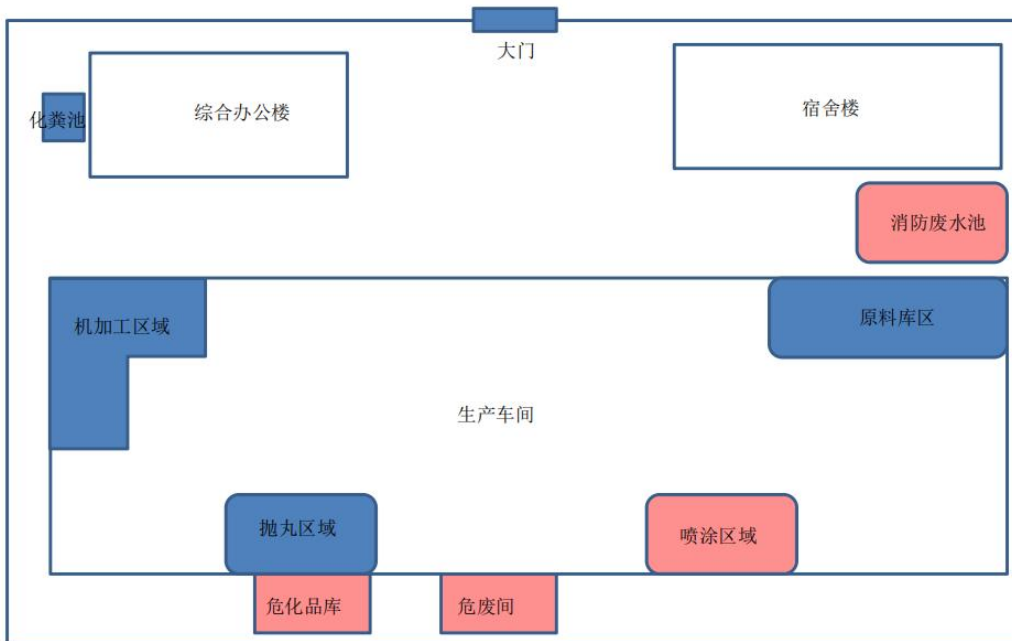 大门
综合办公楼
宿舍楼
化粪池
消防废水池
机加工区域
原料库区
生产车间
抛丸区域
喷涂区域
危化品库
危废间